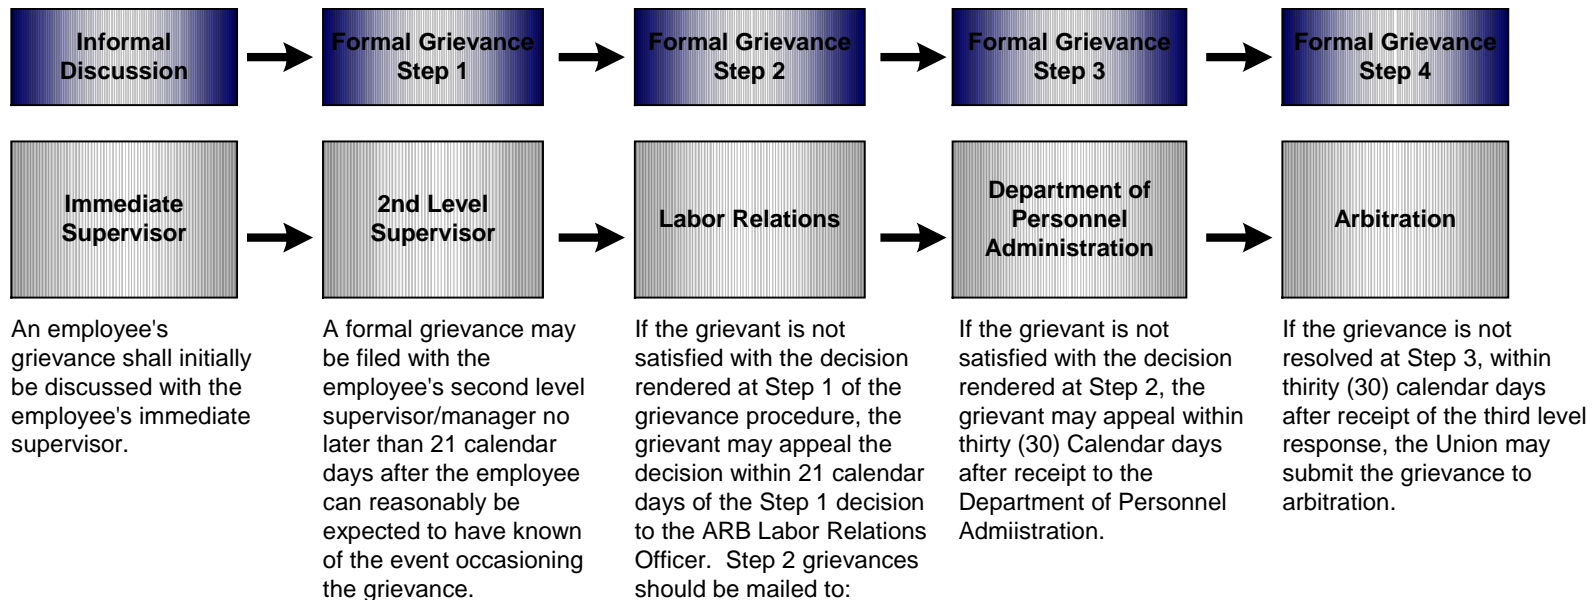 Informal
Discussion
Formal Grievance
Step 1
Formal Grievance
Step 2
Formal Grievance
Step 3
Formal Grievance
Step 4
Immediate
Supervisor
2nd Level
Supervisor
Labor Relations
Department of
Personnel
Administration
Arbitration
An employee's
grievance shall initially
be discussed with the
employee's immediate
supervisor.
A formal grievance may
be filed with the
employee's second level
supervisor/manager no
later than 21 calendar
days after the employee
can reasonably be
expected to have known
of the event occasioning
the grievance.
If the grievant is not
satisfied with the decision
rendered at Step 1 of the
grievance procedure, the
grievant may appeal the
decision within 21 calendar
days of the Step 1 decision
to the ARB Labor Relations
Officer.  Step 2 grievances
should be mailed to:
If the grievant is not
satisfied with the decision
rendered at Step 2, the
grievant may appeal within
thirty (30) Calendar days
after receipt to the
Department of Personnel
Admiistration.
If the grievance is not
resolved at Step 3, within
thirity (30) calendar days
after receipt of the third level
response, the Union may
submit the grievance to
arbitration.